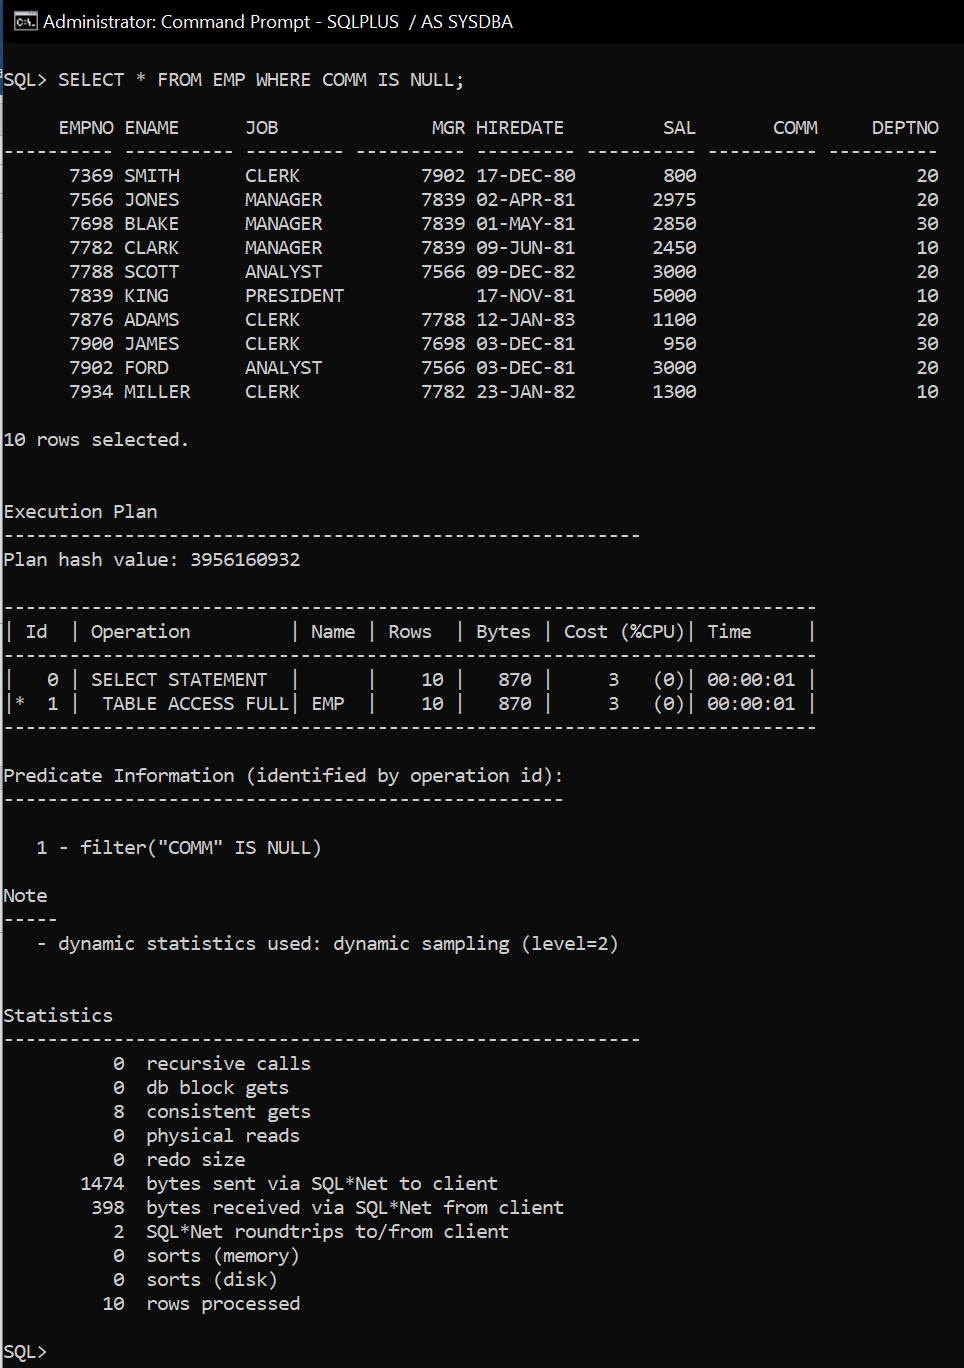 Administrator: Command Prompt - SQLPLUS  / AS SYSDBA
SQL> SELECT * FROM EMP WHERE COMM IS NULL;
     EMPNO ENAME      JOB              MGR HIREDATE         SAL       COMM     DEPTNO
---------- ---------- --------- ---------- --------- ---------- ---------- ----------
      7369 SMITH      CLERK           7902 17-DEC-80        800                    20
      7566 JONES      MANAGER         7839 02-APR-81       2975                    20
      7698 BLAKE      MANAGER         7839 01-MAY-81       2850                    30
      7782 CLARK      MANAGER         7839 09-JUN-81       2450                    10
      7788 SCOTT      ANALYST         7566 09-DEC-82       3000                    20
      7839 KING       PRESIDENT            17-NOV-81       5000                    10
      7876 ADAMS      CLERK           7788 12-JAN-83       1100                    20
      7900 JAMES      CLERK           7698 03-DEC-81        950                    30
      7902 FORD       ANALYST         7566 03-DEC-81       3000                    20
      7934 MILLER     CLERK           7782 23-JAN-82       1300                    10
10 rows selected.
Execution Plan
----------------------------------------------------------
Plan hash value: 3956160932
--------------------------------------------------------------------------
| Id  | Operation         | Name | Rows  | Bytes | Cost (%CPU)| Time     |
--------------------------------------------------------------------------
|   0 | SELECT STATEMENT  |      |    10 |   870 |     3   (0)| 00:00:01 |
|*  1 |  TABLE ACCESS FULL| EMP  |    10 |   870 |     3   (0)| 00:00:01 |
--------------------------------------------------------------------------
Predicate Information (identified by operation id):
---------------------------------------------------
   1 - filter("COMM" IS NULL)
Note
-----
   - dynamic statistics used: dynamic sampling (level=2)
Statistics
----------------------------------------------------------
          0  recursive calls
          0  db block gets
          8  consistent gets
          0  physical reads
          0  redo size
       1474  bytes sent via SQL*Net to client
        398  bytes received via SQL*Net from client
          2  SQL*Net roundtrips to/from client
          0  sorts (memory)
          0  sorts (disk)
         10  rows processed
SQL>